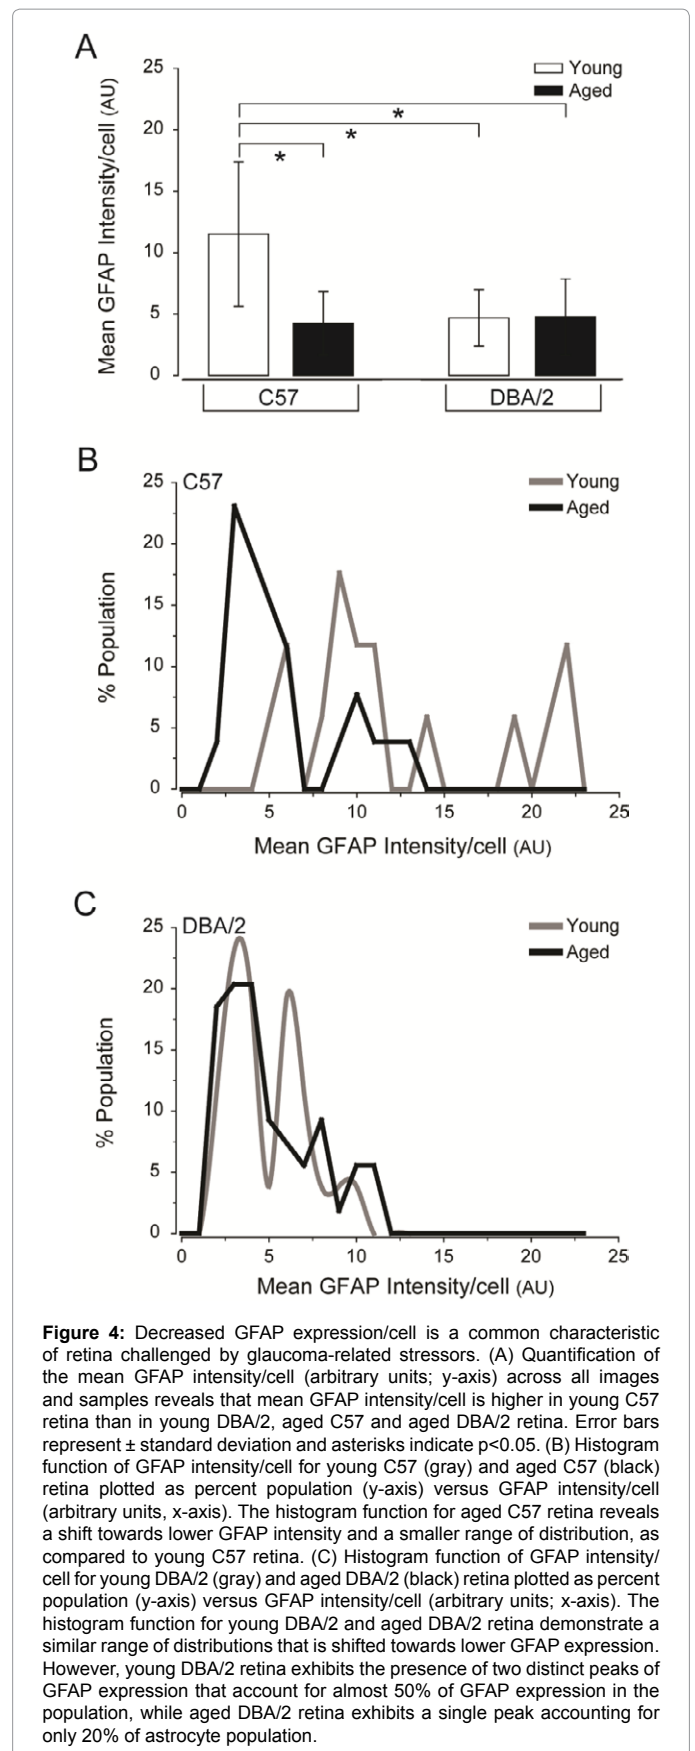 A
25
20
15
10
5
0
Mean GFAP Intensity/cell (AU)
Young
Aged
*
*
*
C57
DBA/2
B
C57
25
20
15
10
5
0
% Population
Young
Aged
0 5 10 15 20 25
Mean GFAP Intensity/cell (AU)
C
DBA/2
25
20
15
10
5
0
% Population
Young
Aged
0 5 10 15 20 25
Mean GFAP Intensity/cell (AU)
Figure 4: Decreased GFAP expression/cell is a common characteristic
of retina challenged by glaucoma-related stressors. (A) Quantification of
the mean GFAP intensity/cell (arbitrary units; y-axis) across all images
and samples reveals that mean GFAP intensity/cell is higher in young C57
retina than in young DBA/2, aged C57 and aged DBA/2 retina. Error bars
represent ± standard deviation and asterisks indicate p<0.05. (B) Histogram
function of GFAP intensity/cell for young C57 (gray) and aged C57 (black)
retina plotted as percent population (y-axis) versus GFAP intensity/cell
(arbitrary units, x-axis). The histogram function for aged C57 retina reveals
a shift towards lower GFAP intensity and a smaller range of distribution, as
compared to young C57 retina. (C) Histogram function of GFAP intensity/
cell for young DBA/2 (gray) and aged DBA/2 (black) retina plotted as percent
population (y-axis) versus GFAP intensity/cell (arbitrary units; x-axis). The
histogram function for young DBA/2 and aged DBA/2 retina demonstrate a
similar range of distributions that is shifted towards lower GFAP expression.
However, young DBA/2 retina exhibits the presence of two distinct peaks of
GFAP expression that account for almost 50% of GFAP expression in the
population, while aged DBA/2 retina exhibits a single peak accounting for
only 20% of astrocyte population.